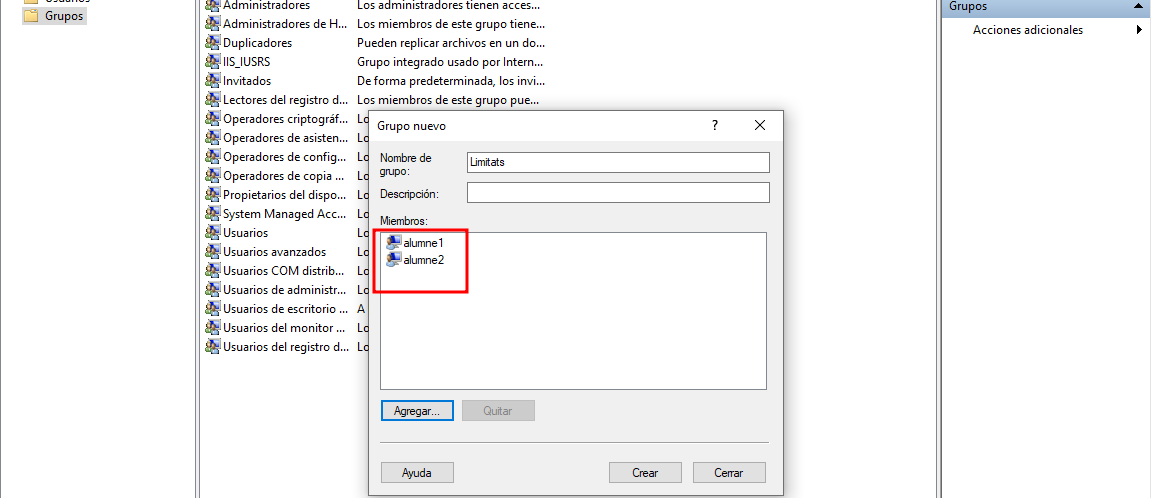 Usuarios
Grupos
Administradores Los administradores tienen acces...
Administradores de H... Los miembros de este grupo tiene...
Duplicadores Pueden replicar archivos en un do...
IIS_IUSRS Grupo integrado usado por Intern...
Invitados De forma predeterminada, los invi...
Lectores del registro d... Los miembros de este grupo pue...
Operadores criptográf... Lo
Operadores de asisten... Lo
Operadores de config... Lo
Operadores de copia ... Lo
Propietarios del dispo... Lo
System Managed Acc... Lo
Usuarios Lo
Usuarios avanzados Lo
Usuarios COM distrib... Lo
Usuarios de administr... Lo
Usuarios de escritorio ... A
Usuarios del monitor ... Lo
Usuarios del registro d... Lo
Grupo nuevo ?
Nombre de
grupo:
Limitats
Descripción:
Miembros:
alumne1
alumne2
Agregar... Quitar
Ayuda Crear Cerrar
Grupos
Acciones adicionales